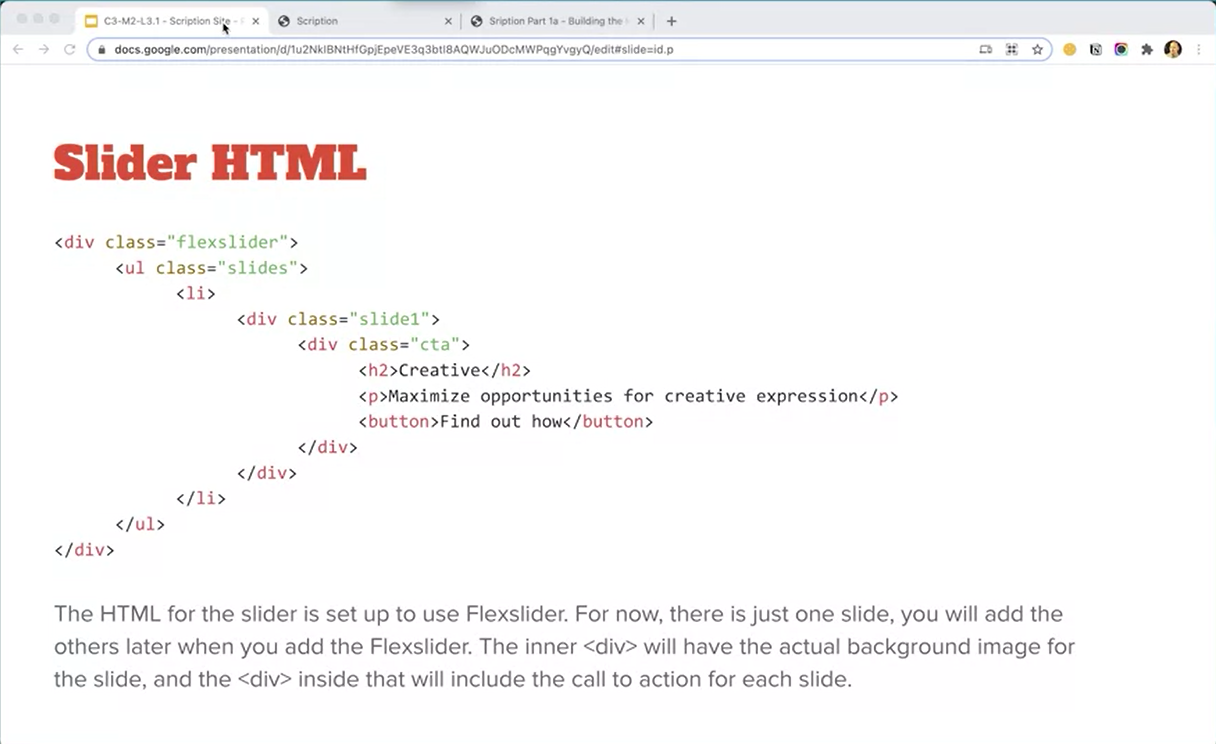 C3-M2-L3.1 - Scription Site -
Scription
Sription Part 1a - Building the
docs.google.com/presentation/d/1u2NklBNtHfGpjEpeVE3q3btl8AQWJuODcMWPqgYvgyQ/edit#slide=id.p
Slider HTML
<div class="flexslider">
<ul class="slides">
<li>
<div class="slide1">
<div class="cta">
<h2>Creative</h2>
<p>Maximize opportunities for creative expression</p>
<button>Find out how</button>
</div>
</div>
</li>
</ul>
</div>
The HTML for the slider is set up to use Flexslider. For now, there is just one slide, you will add the
others later when you add the Flexslider. The inner <div> will have the actual background image for
the slide, and the <div> inside that will include the call to action for each slide.